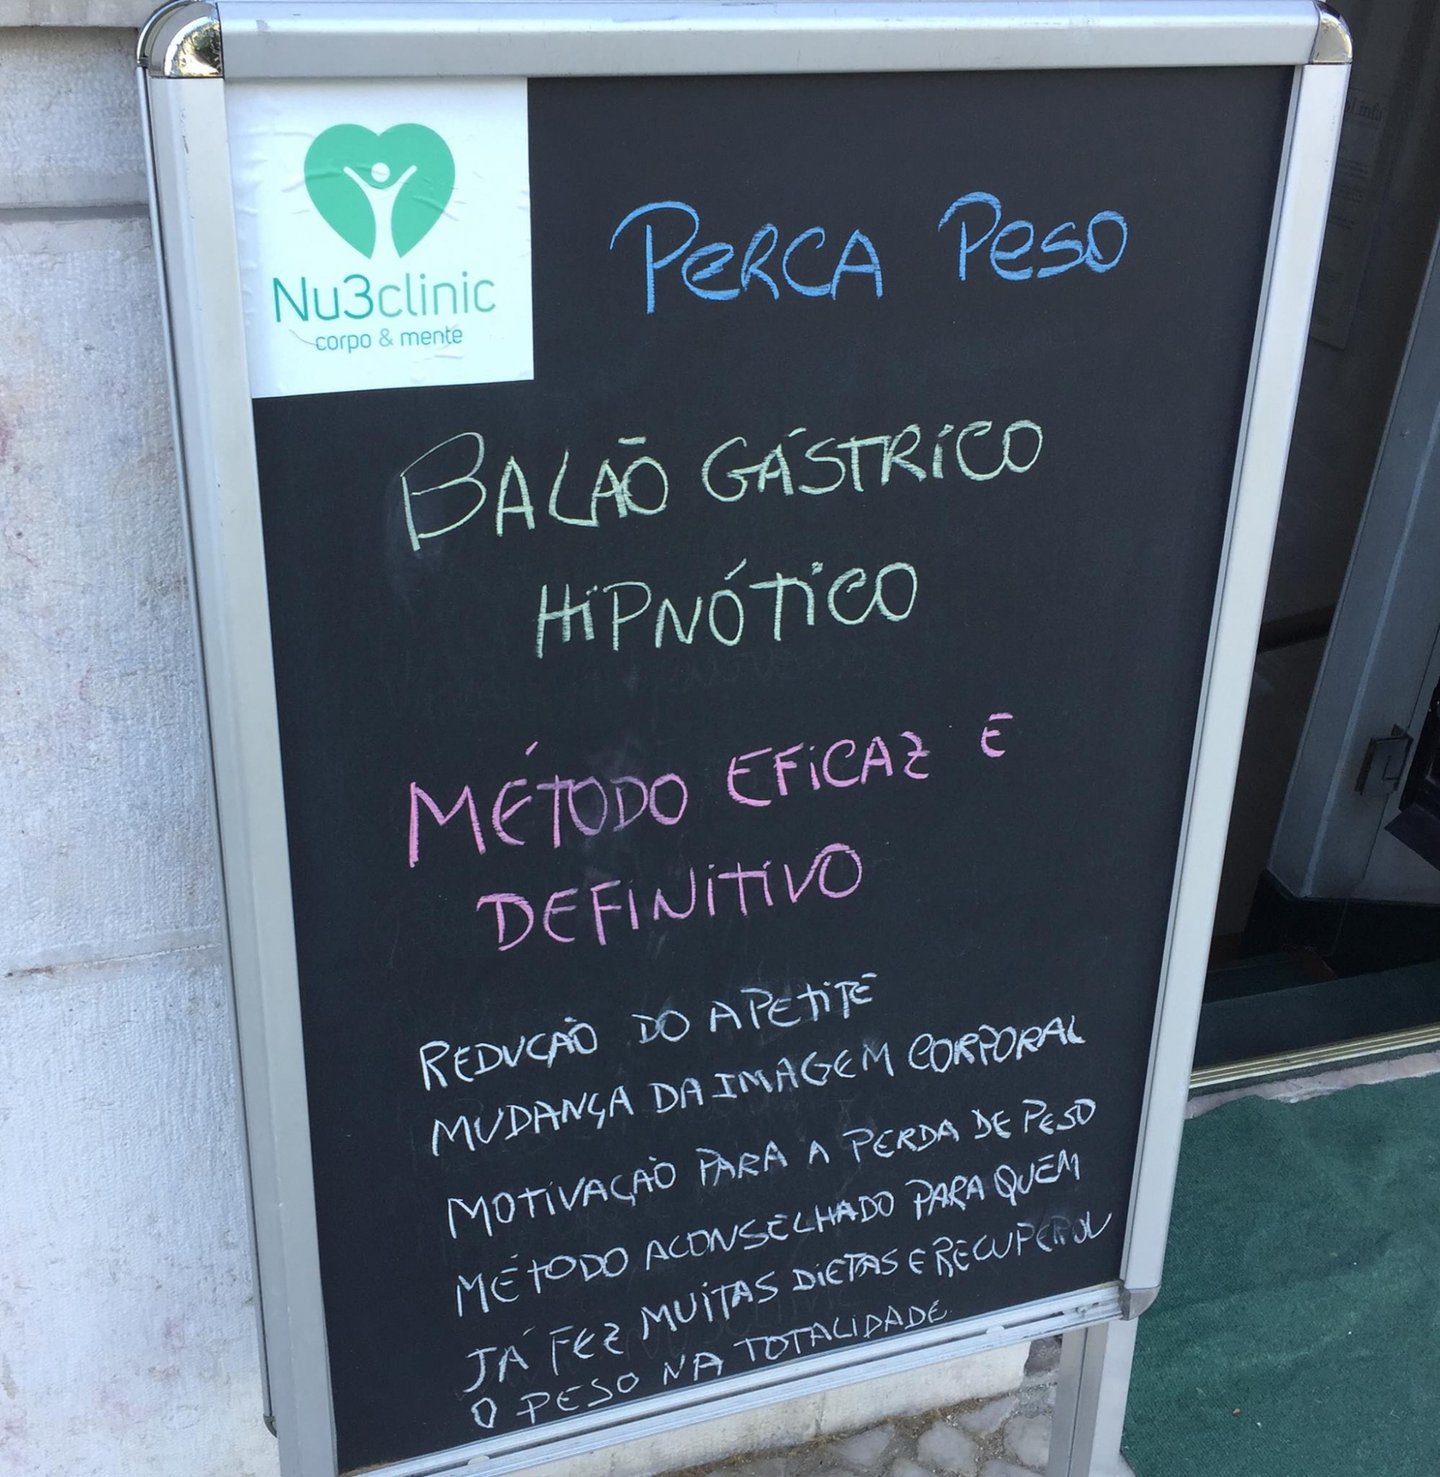 Nu3clinic
corpo & mente
PERCA PESO
BALÃO GÁSTRICO
HIPNÓTICO
MÉTODO EFICAZ E
DEFINITIVO
REDUÇÃO DO APETITE
MUDANÇA DA IMAGEM CORPORAL
MOTIVAÇÃO PARA A PERDA DE PESO
MÉTODO ACONSELHADO PARA QUEM
JÁ FEZ MUITAS DIETAS E RECUPEROU
O PESO NA TOTALIDADE